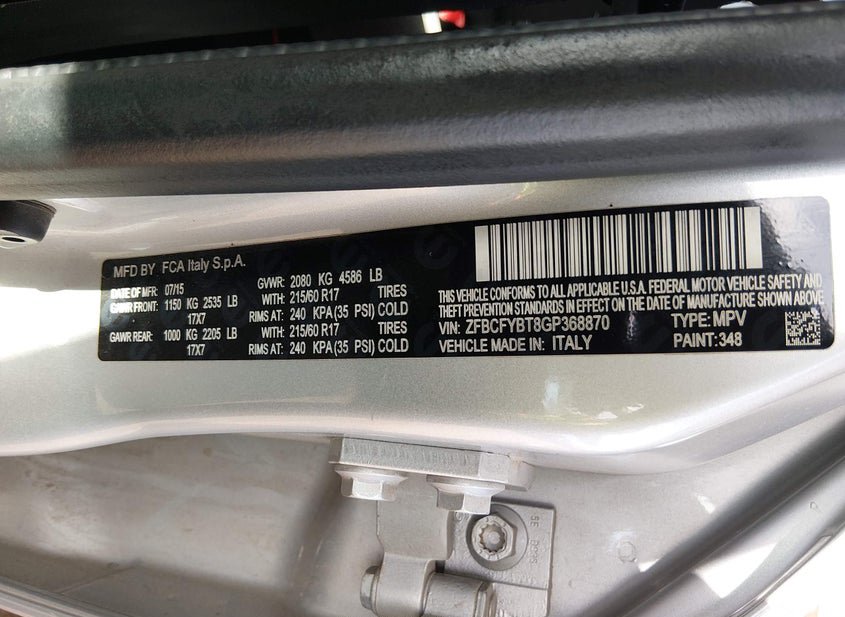 MFD BY FCA Italy S.p.A.
DATE OF MFR: 07/15 GVWR: 2080 KG 4586 LB
GAWR FRONT: 1150 KG 2535 LB WITH: 215/60 R17 TIRES
17X7 RIMS AT: 240 KPA (35 PSI) COLD
GAWR REAR: 1000 KG 2205 LB WITH: 215/60 R17 TIRES
17X7 RIMS AT: 240 KPA (35 PSI) COLD
THIS VEHICLE CONFORMS TO ALL APPLICABLE U.S.A. FEDERAL MOTOR VEHICLE SAFETY AND
THEFT PREVENTION STANDARDS IN EFFECT ON THE DATE OF MANUFACTURE SHOWN ABOVE.
VIN: ZFBCFYBT8GP368870 TYPE: MPV
VEHICLE MADE IN: ITALY PAINT: 348